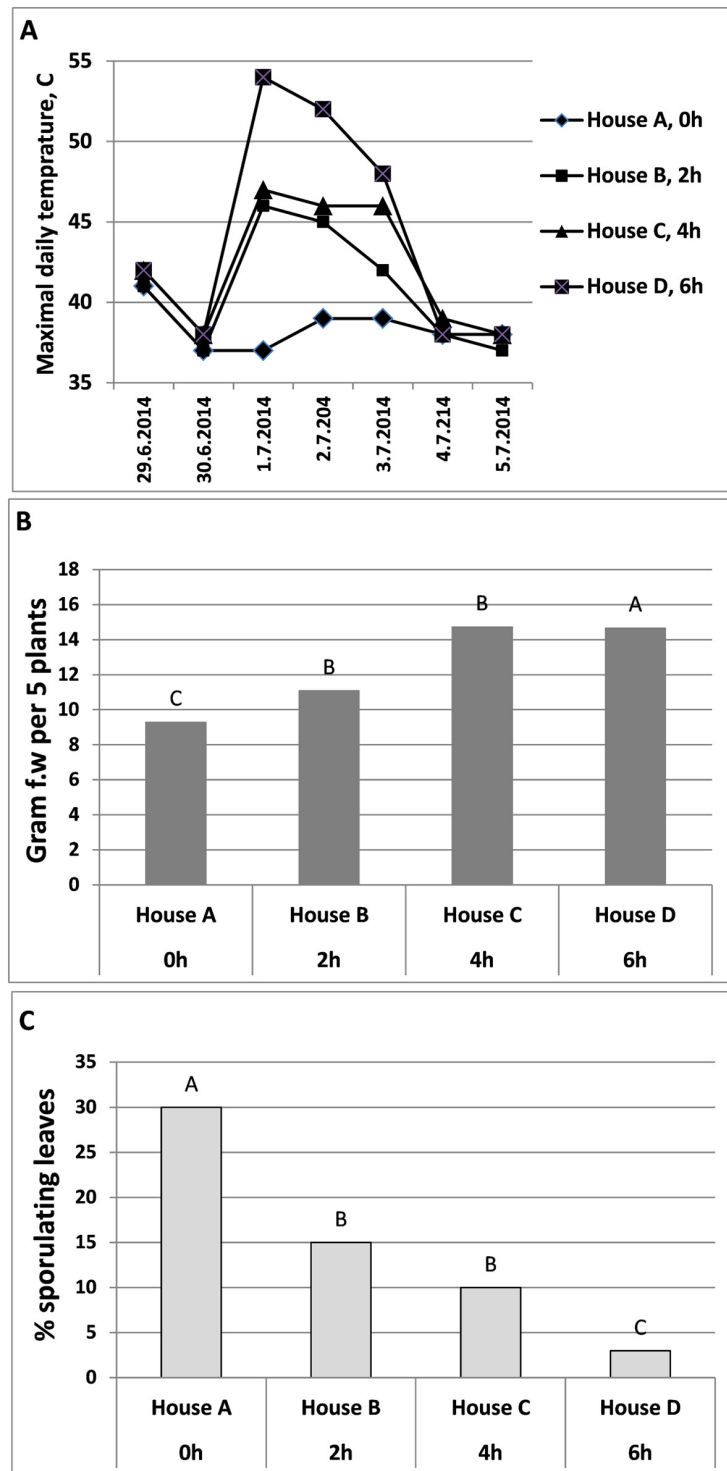 A
Maximal daily temprature, C
55
50
45
40
35
29.6.2014
30.6.2014
1.7.2014
2.7.204
3.7.2014
4.7.214
5.7.2014
House A, 0h
House B, 2h
House C, 4h
House D, 6h
B
Gram f.w per 5 plants
18
16
14
12
10
8
6
4
2
0
C
B
B
A
House A
House B
House C
House D
0h
2h
4h
6h
C
% sporulating leaves
35
30
25
20
15
10
5
0
A
B
B
C
House A
House B
House C
House D
0h
2h
4h
6h